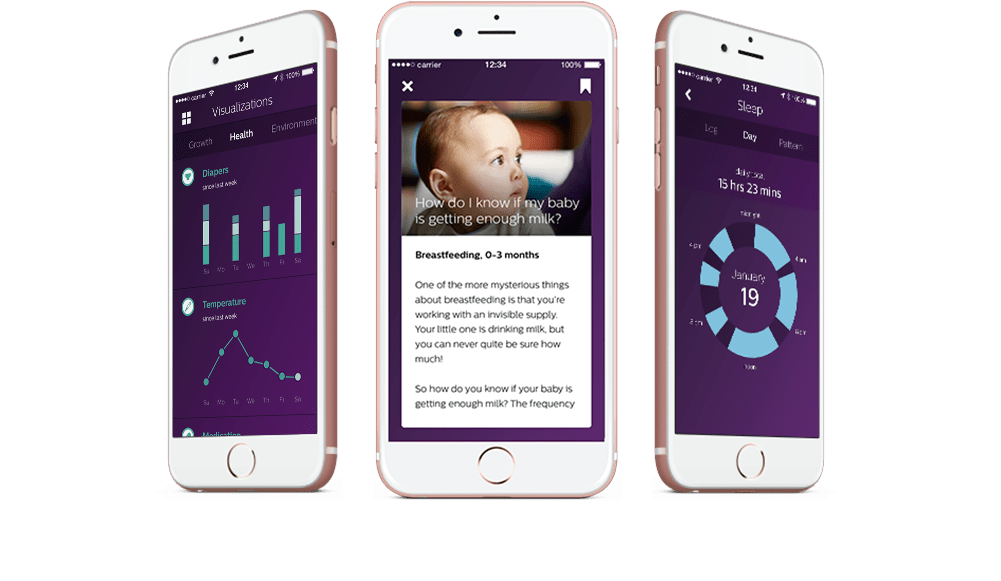 carrier
12:34
100%
Visualizations
Growth
Health
Environment
Diapers
since last week
Su Mo Tu We Th Fr Sa
Temperature
since last week
Su Mo Tu We Th Fr Sa
Medication
carrier
12:34
100%
How do I know if my baby
is getting enough milk?
Breastfeeding, 0-3 months
One of the more mysterious things
about breastfeeding is that you're
working with an invisible supply.
Your little one is drinking milk, but
you can never quite be sure how
much!
So how do you know if your baby is
getting enough milk? The frequency
carrier
12:34
100%
Sleep
Log
Day
Pattern
daily total
15 hrs 23 mins
midnight
4 am
8 am
noon
4 pm
January
19